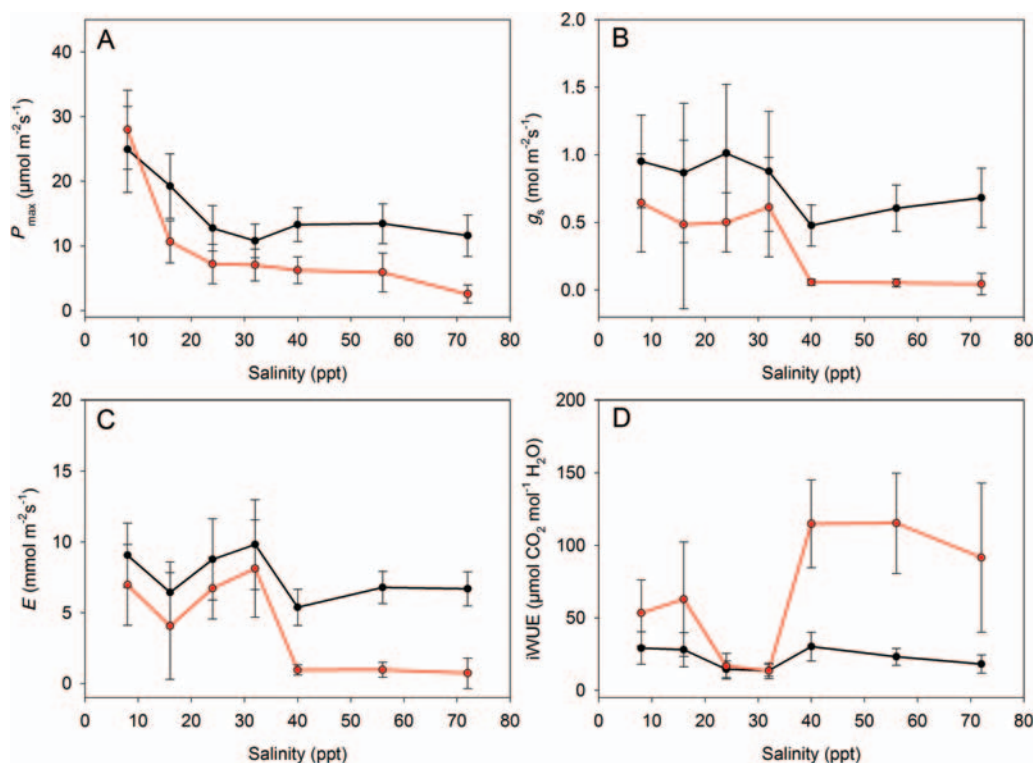 A
40
30
20
10
0
Pmax (µmol m⁻²s⁻¹)
0 10 20 30 40 50 60 70 80
Salinity (ppt)
B
2.0
1.5
1.0
0.5
0.0
gs (mol m⁻²s⁻¹)
0 10 20 30 40 50 60 70 80
Salinity (ppt)
C
20
15
10
5
0
E (mmol m⁻²s⁻¹)
0 10 20 30 40 50 60 70 80
Salinity (ppt)
D
200
150
100
50
0
iWUE (µmol CO₂ mol⁻¹ H₂O)
0 10 20 30 40 50 60 70 80
Salinity (ppt)